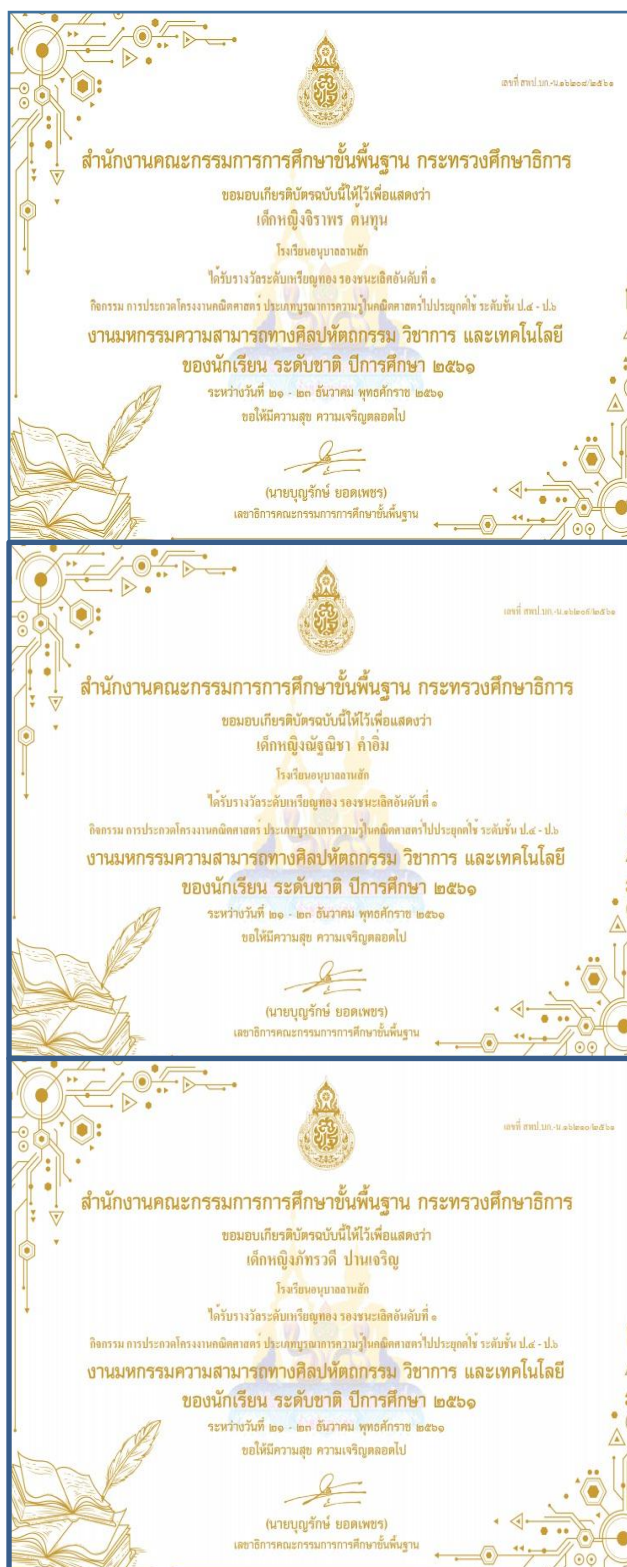 เลขที่ สพป.นภ.-น.๑๖๒๐๘/๒๕๖๑
สำนักงานคณะกรรมการการศึกษาขั้นพื้นฐาน กระทรวงศึกษาธิการ
ขอมอบเกียรติบัตรฉบับนี้ให้ไว้เพื่อแสดงว่า
เด็กหญิงจิราพร ต้นทุน
โรงเรียนอนุบาลลานสัก
ได้รับรางวัลระดับเหรียญทอง รองชนะเลิศอันดับที่ ๑
กิจกรรม การประกวดโครงงานคณิตศาสตร์ ประเภทบูรณาการความรู้ในคณิตศาสตร์ไปประยุกต์ใช้ ระดับชั้น ป.๔ - ป.๖
งานมหกรรมความสามารถทางศิลปหัตถกรรม วิชาการ และเทคโนโลยี
ของนักเรียน ระดับชาติ ปีการศึกษา ๒๕๖๑
ระหว่างวันที่ ๒๑ - ๒๓ ธันวาคม พุทธศักราช ๒๕๖๑
ขอให้มีความสุข ความเจริญตลอดไป
(นายบุญรักษ์ ยอดเพชร)
เลขาธิการคณะกรรมการการศึกษาขั้นพื้นฐาน
เลขที่ สพป.นภ.-น.๑๖๒๐๙/๒๕๖๑
สำนักงานคณะกรรมการการศึกษาขั้นพื้นฐาน กระทรวงศึกษาธิการ
ขอมอบเกียรติบัตรฉบับนี้ให้ไว้เพื่อแสดงว่า
เด็กหญิงณัฐณิชา คำอิ่ม
โรงเรียนอนุบาลลานสัก
ได้รับรางวัลระดับเหรียญทอง รองชนะเลิศอันดับที่ ๑
กิจกรรม การประกวดโครงงานคณิตศาสตร์ ประเภทบูรณาการความรู้ในคณิตศาสตร์ไปประยุกต์ใช้ ระดับชั้น ป.๔ - ป.๖
งานมหกรรมความสามารถทางศิลปหัตถกรรม วิชาการ และเทคโนโลยี
ของนักเรียน ระดับชาติ ปีการศึกษา ๒๕๖๑
ระหว่างวันที่ ๒๑ - ๒๓ ธันวาคม พุทธศักราช ๒๕๖๑
ขอให้มีความสุข ความเจริญตลอดไป
(นายบุญรักษ์ ยอดเพชร)
เลขาธิการคณะกรรมการการศึกษาขั้นพื้นฐาน
เลขที่ สพป.นภ.-น.๑๖๒๑๐/๒๕๖๑
สำนักงานคณะกรรมการการศึกษาขั้นพื้นฐาน กระทรวงศึกษาธิการ
ขอมอบเกียรติบัตรฉบับนี้ให้ไว้เพื่อแสดงว่า
เด็กหญิงภัทรวดี ปานเจริญ
โรงเรียนอนุบาลลานสัก
ได้รับรางวัลระดับเหรียญทอง รองชนะเลิศอันดับที่ ๑
กิจกรรม การประกวดโครงงานคณิตศาสตร์ ประเภทบูรณาการความรู้ในคณิตศาสตร์ไปประยุกต์ใช้ ระดับชั้น ป.๔ - ป.๖
งานมหกรรมความสามารถทางศิลปหัตถกรรม วิชาการ และเทคโนโลยี
ของนักเรียน ระดับชาติ ปีการศึกษา ๒๕๖๑
ระหว่างวันที่ ๒๑ - ๒๓ ธันวาคม พุทธศักราช ๒๕๖๑
ขอให้มีความสุข ความเจริญตลอดไป
(นายบุญรักษ์ ยอดเพชร)
เลขาธิการคณะกรรมการการศึกษาขั้นพื้นฐาน